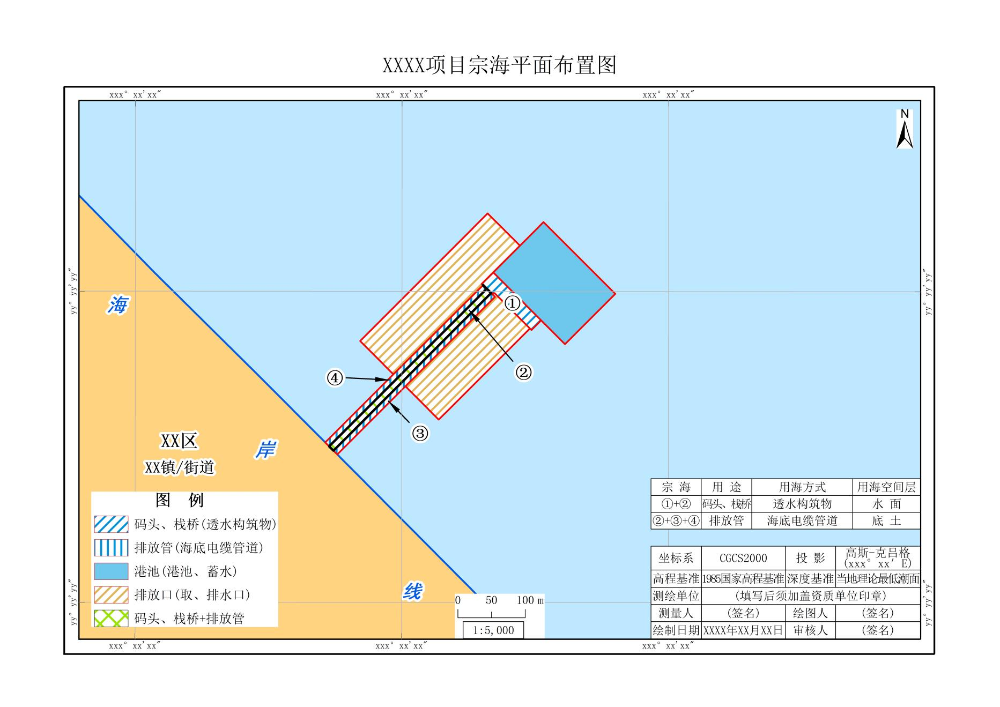 XXXX项目宗海平面布置图
xxx° xx'xx" xxx° xx'xx" xxx° xx'xx"
N
yy° yy'yy" yy° yy'yy"
海
①
②
④
③
XX区
岸
XX镇/街道
线
图 例
码头、栈桥(透水构筑物)
排放管(海底电缆管道)
港池(港池、蓄水)
排放口(取、排水口)
码头、栈桥+排放管
0 50 100 m
1:5,000
宗 海 用 途 用海方式 用海空间层
①+② 码头、栈桥 透水构筑物 水 面
②+③+④ 排放管 海底电缆管道 底 土
坐标系 CGCS2000 投 影 高斯-克吕格
(xxx° xx′ E)
高程基准 1985国家高程基准 深度基准 当地理论最低潮面
测绘单位 (填写后须加盖资质单位印章)
测量人 (签名) 绘图人 (签名)
绘制日期 XXXX年XX月XX日 审核人 (签名)
yy° yy'yy" yy° yy'yy"
xxx° xx'xx" xxx° xx'xx" xxx° xx'xx"